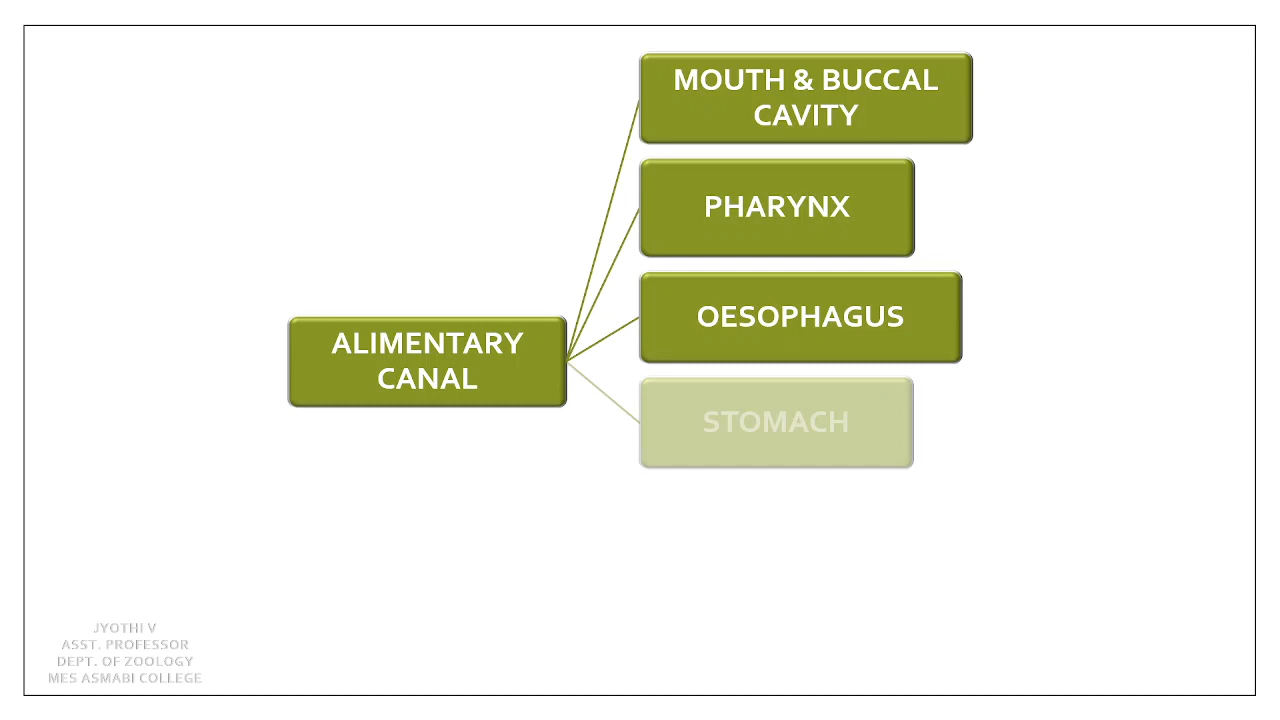 MOUTH & BUCCAL
CAVITY
PHARYNX
OESOPHAGUS
ALIMENTARY
CANAL
STOMACH
JYOTHI V
ASST. PROFESSOR
DEPT. OF ZOOLOGY
MES ASMABI COLLEGE